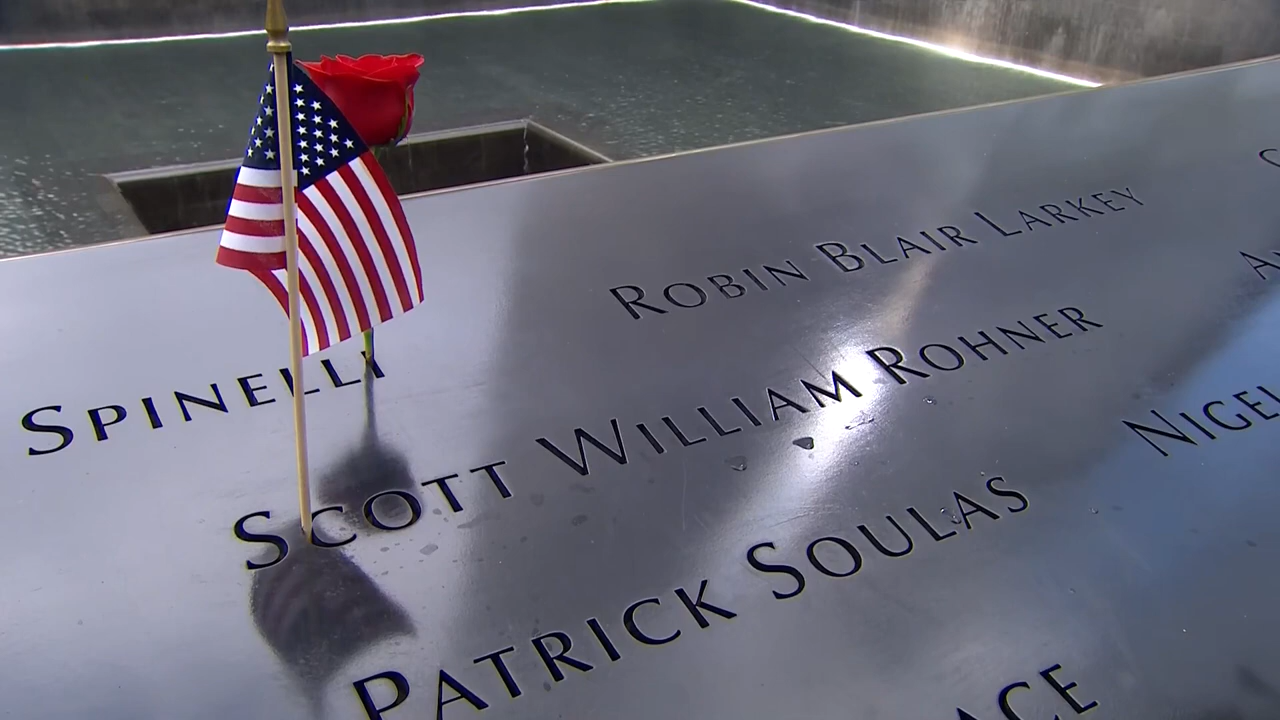 SPINELLI
ROBIN BLAIR LARKEY
SCOTT WILLIAM ROHNER
PATRICK SOULAS
NIGEL